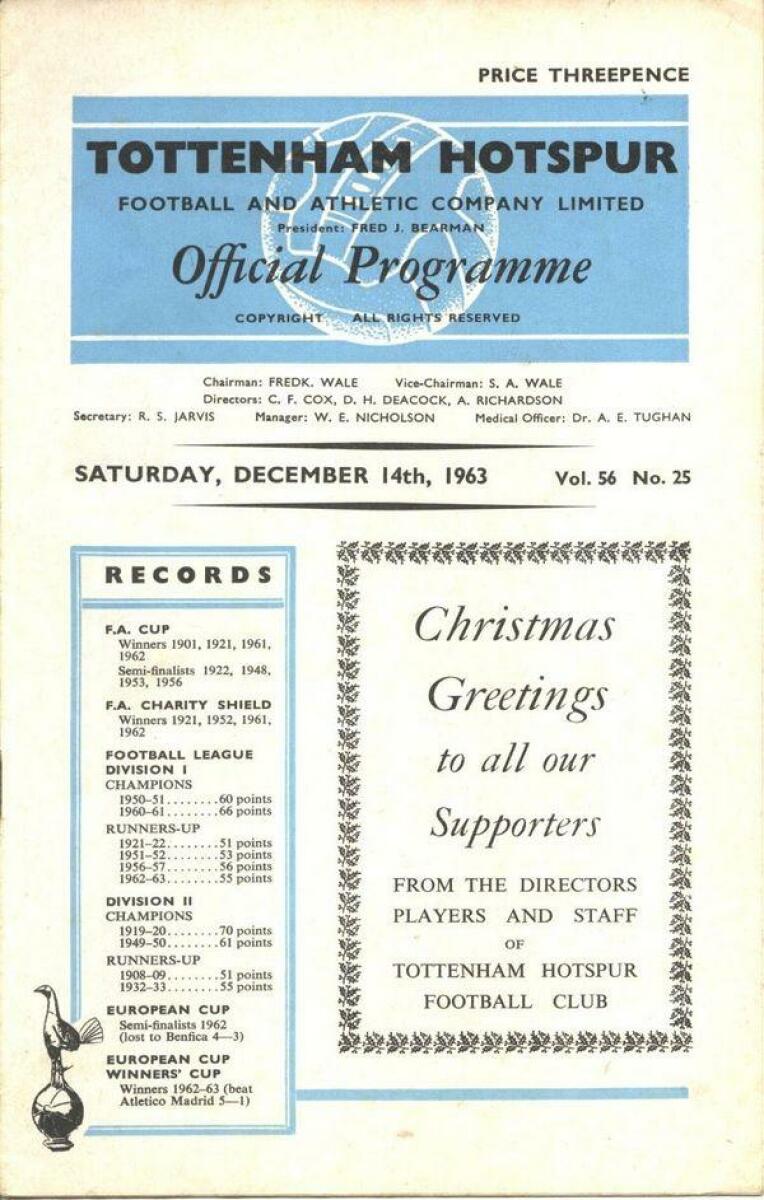 PRICE THREEPENCE
TOTTENHAM HOTSPUR
FOOTBALL AND ATHLETIC COMPANY LIMITED
President: FRED J. BEARMAN
Official Programme
COPYRIGHT ALL RIGHTS RESERVED
Chairman: FREDK. WALE Vice-Chairman: S. A. WALE
Directors: C. F. COX, D. H. DEACOCK, A. RICHARDSON
Secretary: R. S. JARVIS Manager: W. E. NICHOLSON Medical Officer: Dr. A. E. TUGHAN
SATURDAY, DECEMBER 14th, 1963 Vol. 56 No. 25
RECORDS
F.A. CUP
Winners 1901, 1921, 1961,
1962
Semi-finalists 1922, 1948,
1953, 1956
F.A. CHARITY SHIELD
Winners 1921, 1952, 1961,
1962
FOOTBALL LEAGUE
DIVISION I
CHAMPIONS
1950–51........60 points
1960–61........66 points
RUNNERS-UP
1921–22........51 points
1951–52........53 points
1956–57........56 points
1962–63........55 points
DIVISION II
CHAMPIONS
1919–20........70 points
1949–50........61 points
RUNNERS-UP
1908–09........51 points
1932–33........55 points
EUROPEAN CUP
Semi-finalists 1962
(lost to Benfica 4—3)
EUROPEAN CUP
WINNERS' CUP
Winners 1962–63 (beat
Atletico Madrid 5—1)
Christmas
Greetings
to all our
Supporters
FROM THE DIRECTORS
PLAYERS AND STAFF
OF
TOTTENHAM HOTSPUR
FOOTBALL CLUB